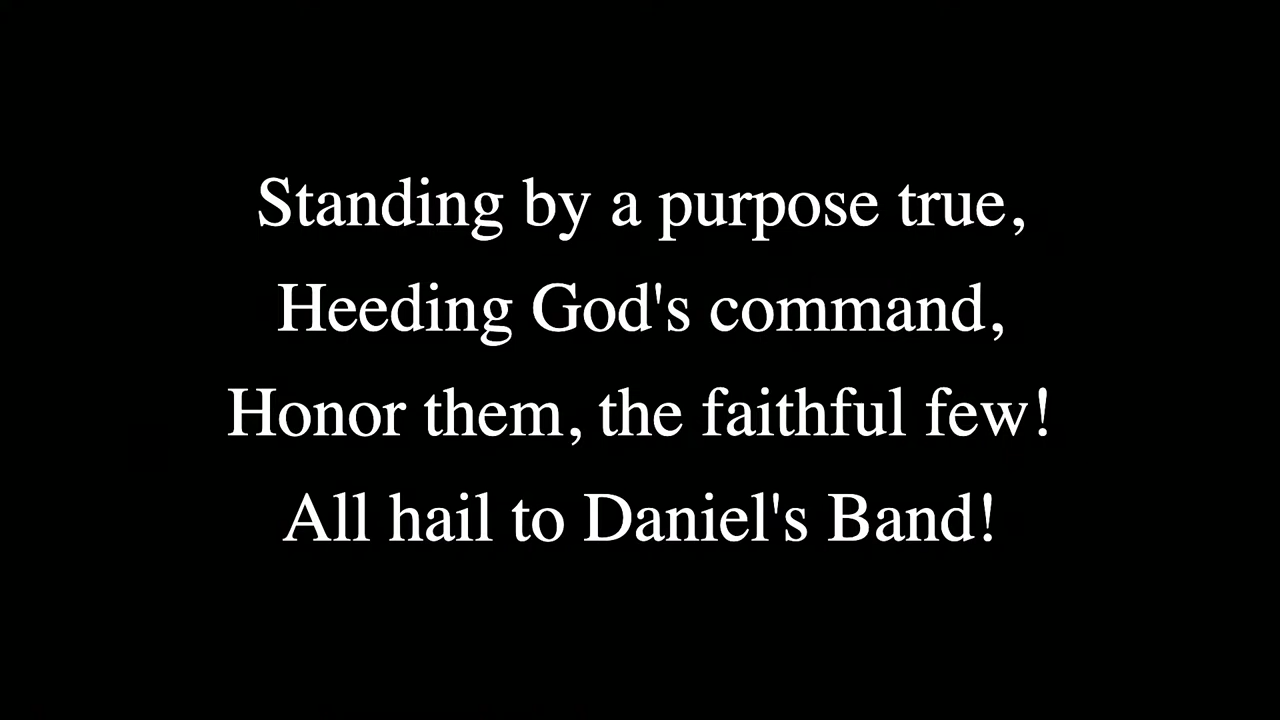 Standing by a purpose true,
Heeding God's command,
Honor them, the faithful few!
All hail to Daniel's Band!